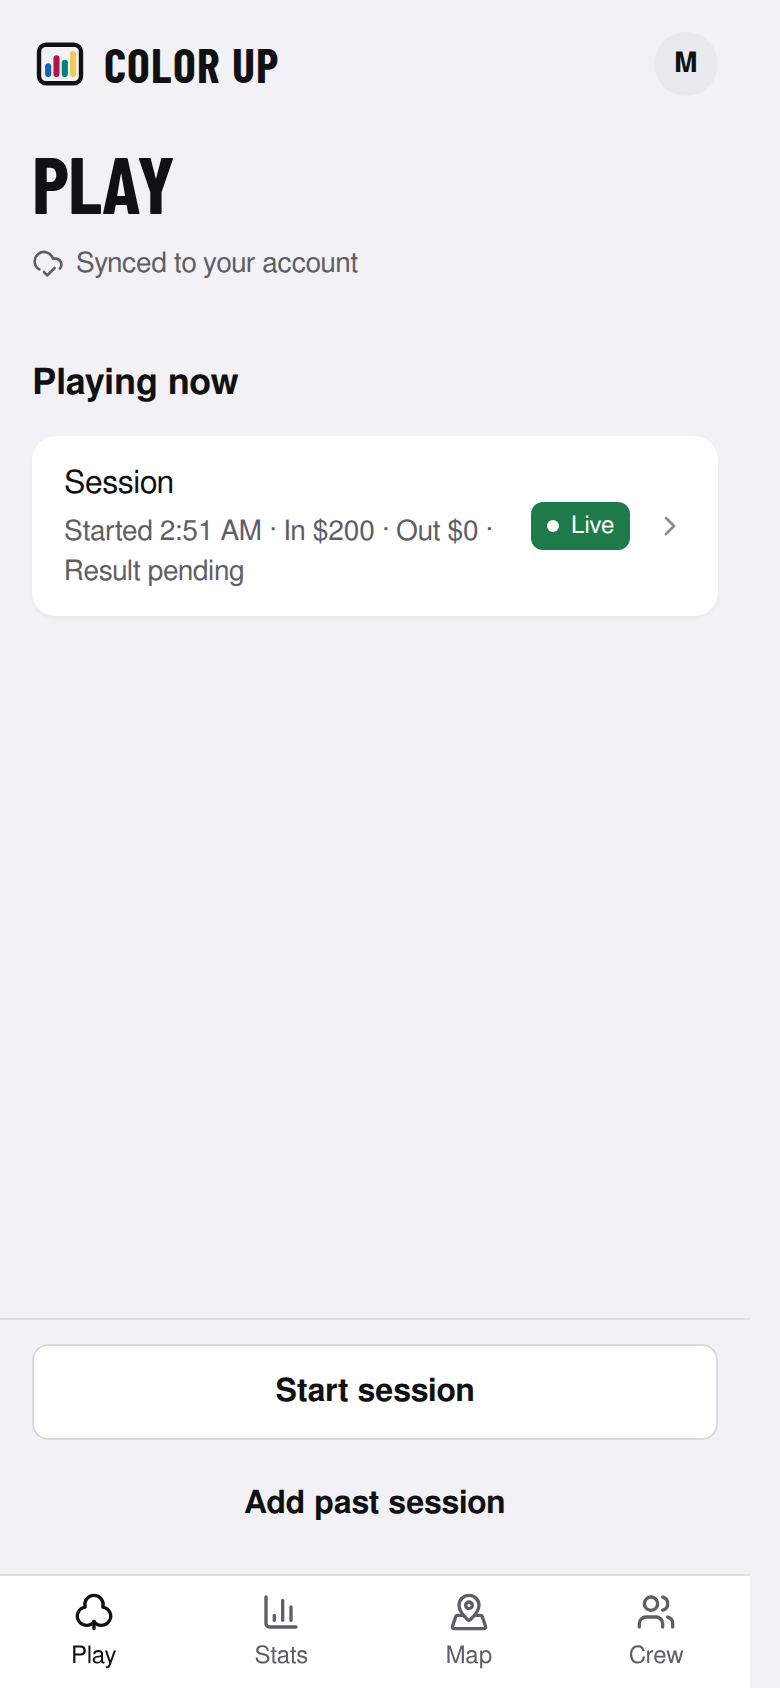 COLOR UP
M
PLAY
Synced to your account
Playing now
Session
Started 2:51 AM · In $200 · Out $0 ·
Result pending
Live
Start session
Add past session
Play
Stats
Map
Crew